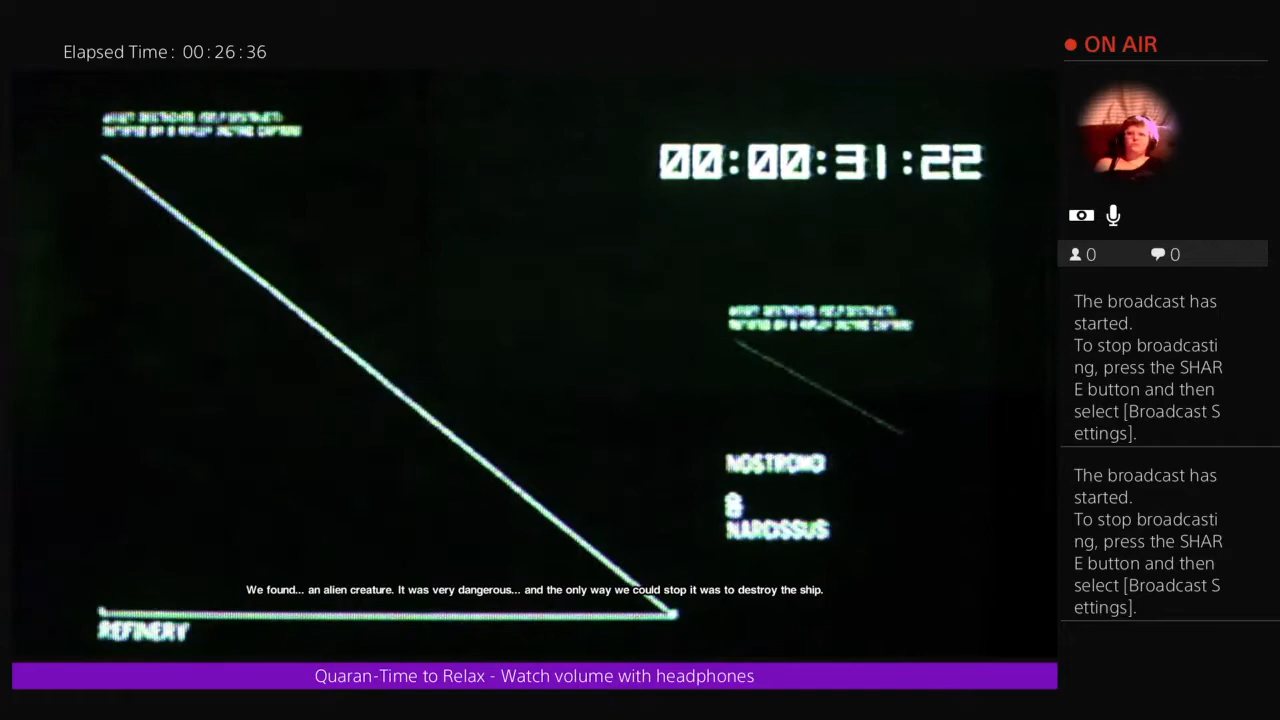 Elapsed Time: 00:26:36
ON AIR
00:00:31:22
0
0
The broadcast has
started.
To stop broadcasti
ng, press the SHAR
E button and then
select [Broadcast S
ettings].
NOSTROMO
&
NARCISSUS
The broadcast has
started.
To stop broadcasti
ng, press the SHAR
E button and then
select [Broadcast S
ettings].
We found... an alien creature. It was very dangerous... and the only way we could stop it was to destroy the ship.
REFINERY
Quaran-Time to Relax - Watch volume with headphones